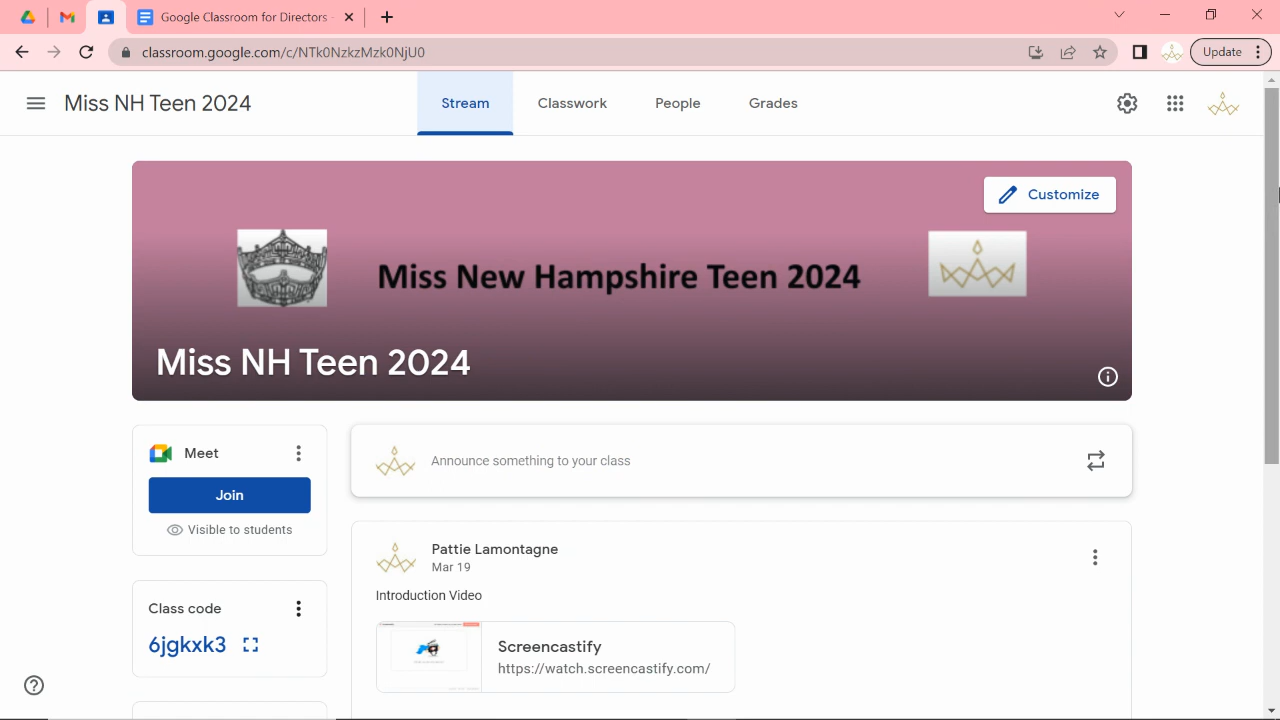 Google Classroom for Directors
classroom.google.com/c/NTk0NzkzMzk0NjU0
Update
Miss NH Teen 2024
Stream
Classwork
People
Grades
Customize
Miss New Hampshire Teen 2024
Miss NH Teen 2024
Meet
Join
Visible to students
Class code
6jgkxk3
Announce something to your class
Pattie Lamontagne
Mar 19
Introduction Video
Screencastify
https://watch.screencastify.com/